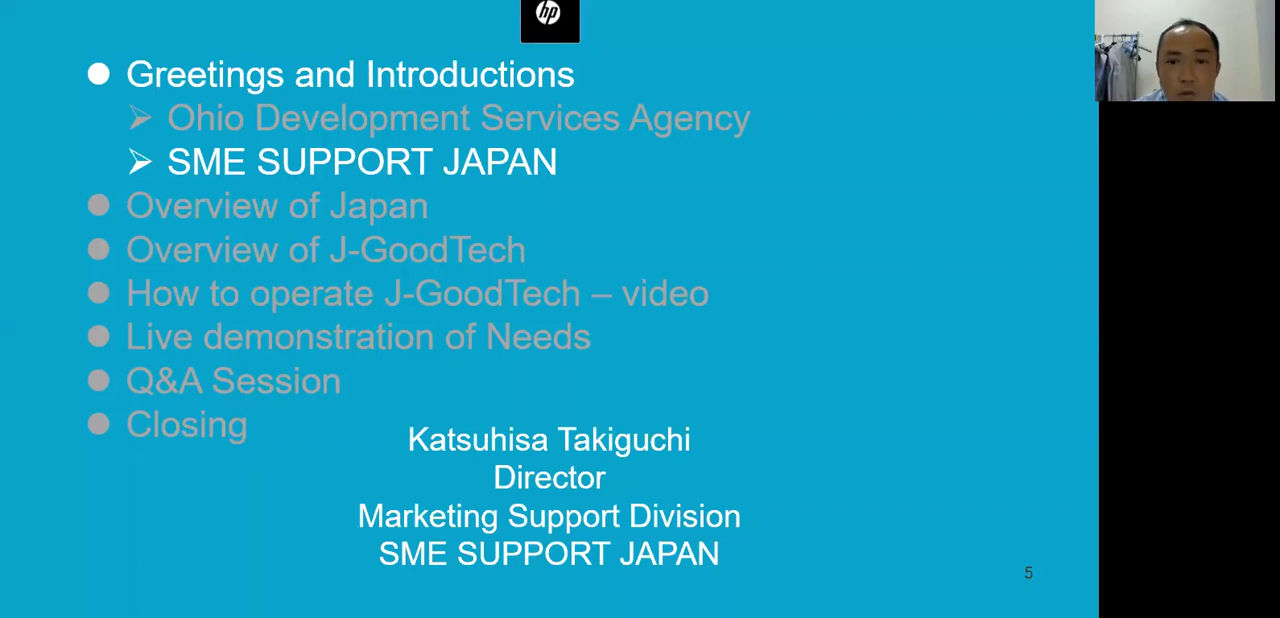 hp
Greetings and Introductions
Ohio Development Services Agency
SME SUPPORT JAPAN
Overview of Japan
Overview of J-GoodTech
How to operate J-GoodTech – video
Live demonstration of Needs
Q&A Session
Closing
Katsuhisa Takiguchi
Director
Marketing Support Division
SME SUPPORT JAPAN
5